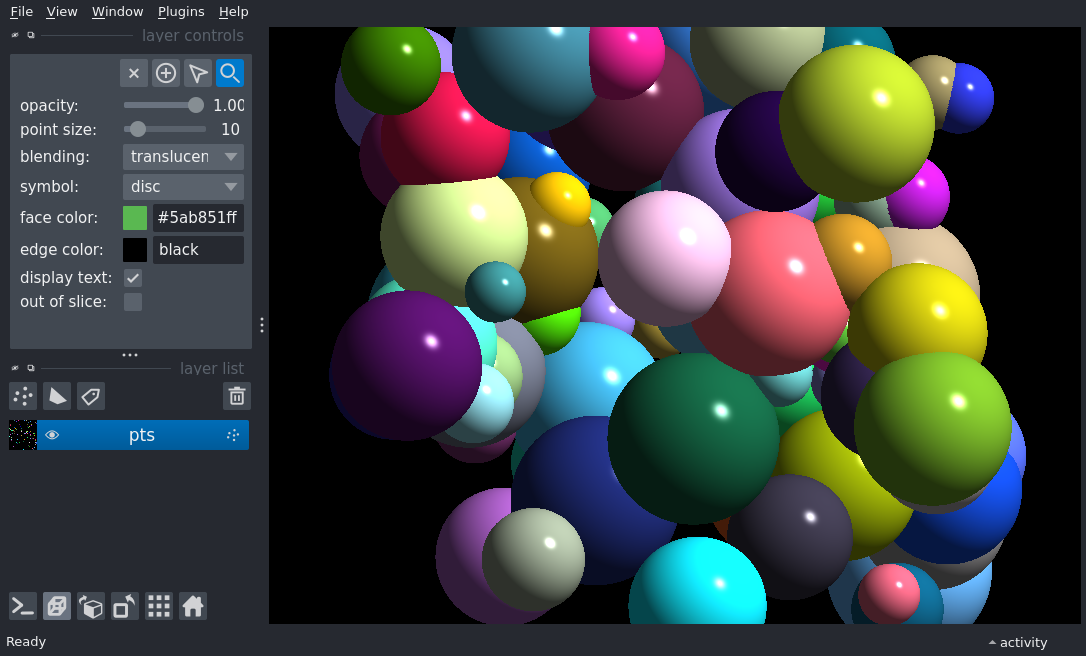 File View Window Plugins Help
layer controls
opacity: 1.00
point size: 10
blending: translucen
symbol: disc
face color: #5ab851ff
edge color: black
display text:
out of slice:
layer list
pts
Ready
activity